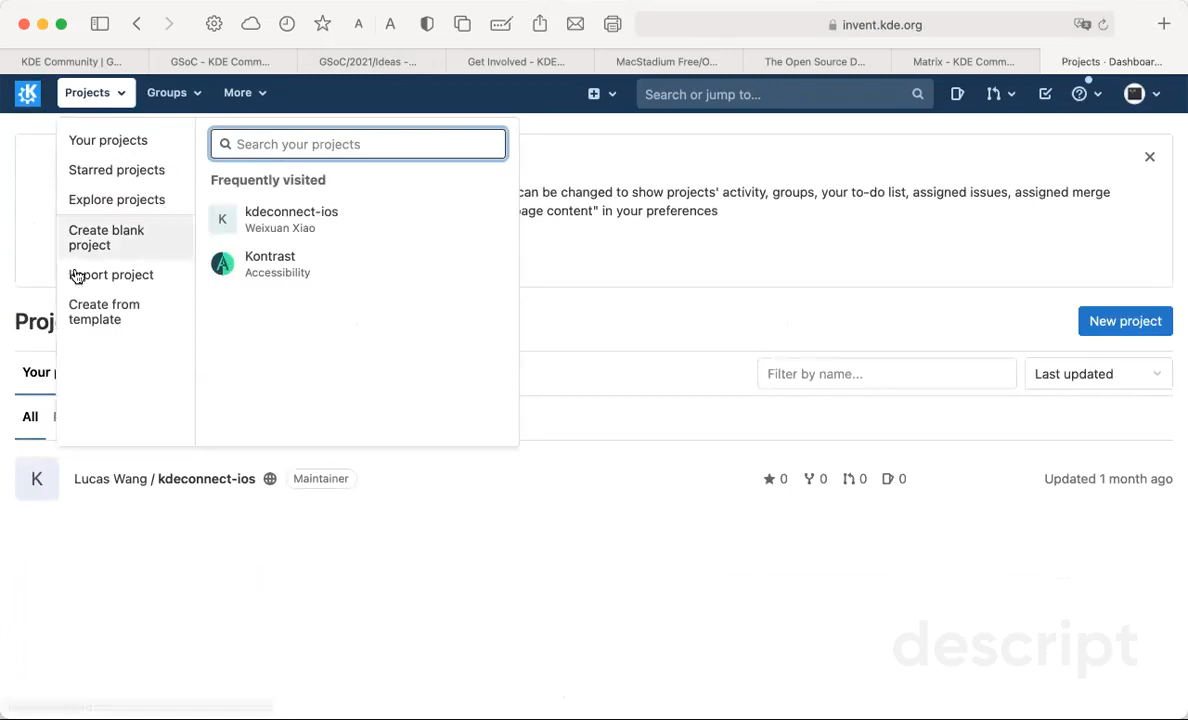 A A invent.kde.org
KDE Community | G... GSoC - KDE Comm... GSoC/2021/Ideas -... Get Involved - KDE... MacStadium Free/O... The Open Source D... Matrix - KDE Comm... Projects · Dashboar...
Projects Groups More Search or jump to...
Your projects
Starred projects
Explore projects
Create blank
project
Import project
Create from
template
Search your projects
Frequently visited
K kdeconnect-ios
Weixuan Xiao
Kontrast
Accessibility
can be changed to show projects' activity, groups, your to-do list, assigned issues, assigned merge
page content" in your preferences
Proj
New project
Your
Filter by name... Last updated
All
K Lucas Wang / kdeconnect-ios Maintainer 0 0 0 0 Updated 1 month ago
descript